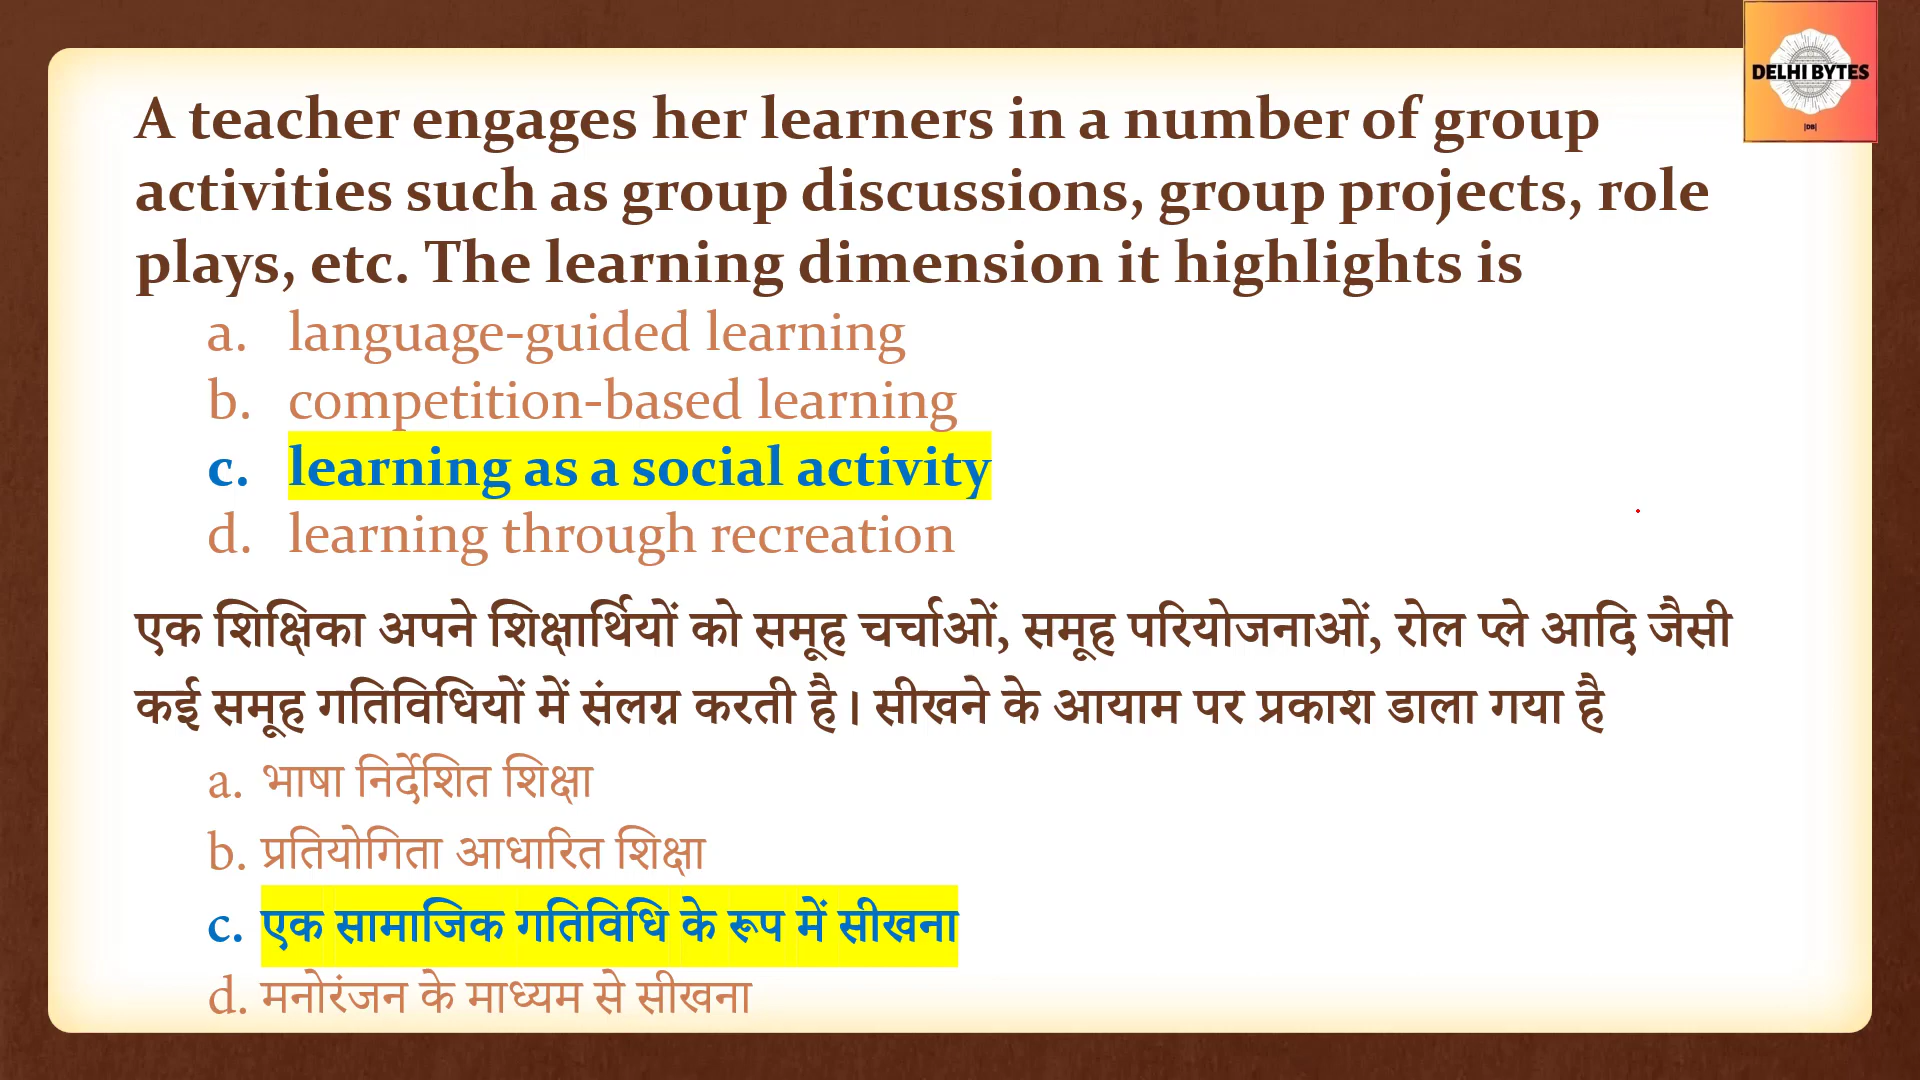 DELHI BYTES
|DB|
A teacher engages her learners in a number of group
activities such as group discussions, group projects, role
plays, etc. The learning dimension it highlights is
a. language-guided learning
b. competition-based learning
c. learning as a social activity
d. learning through recreation
एक शिक्षिका अपने शिक्षार्थियों को समूह चर्चाओं, समूह परियोजनाओं, रोल प्ले आदि जैसी
कई समूह गतिविधियों में संलग्न करती है। सीखने के आयाम पर प्रकाश डाला गया है
a. भाषा निर्देशित शिक्षा
b. प्रतियोगिता आधारित शिक्षा
c. एक सामाजिक गतिविधि के रूप में सीखना
d. मनोरंजन के माध्यम से सीखना